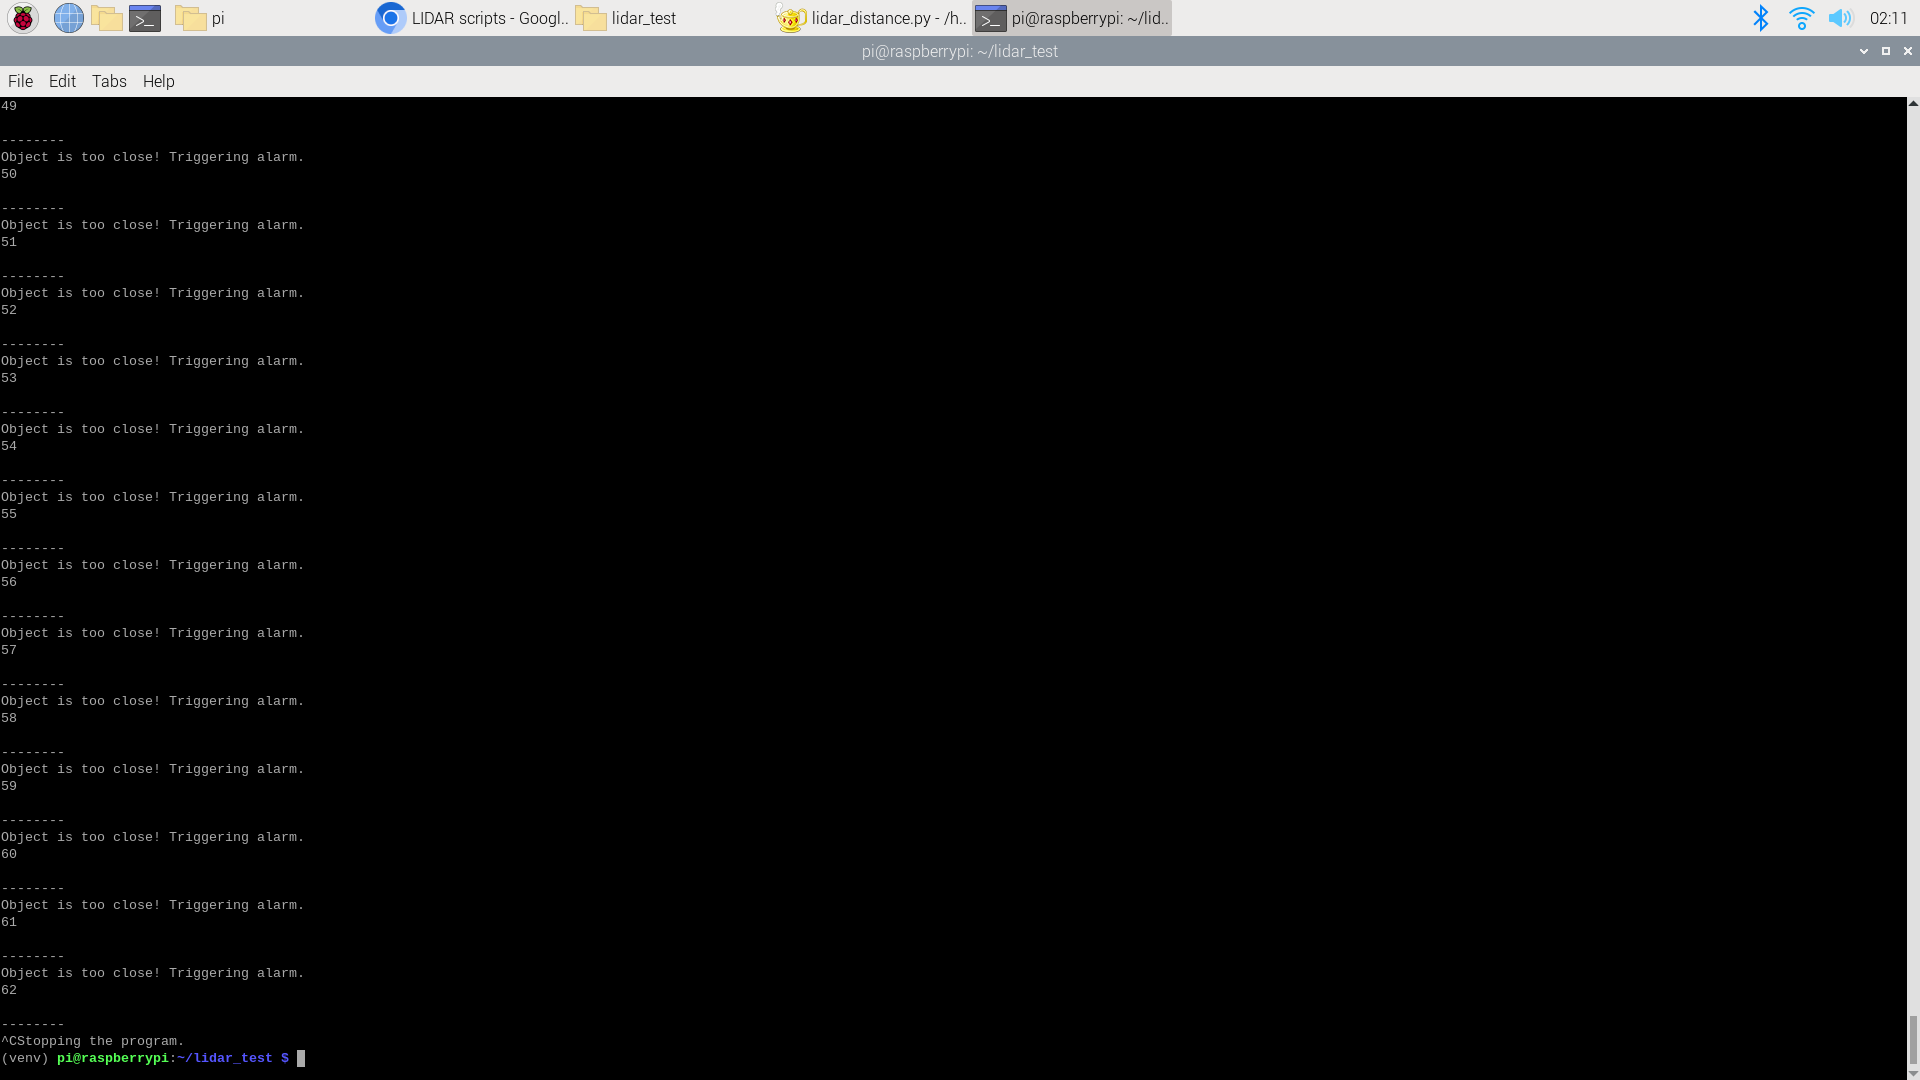 pi
LIDAR scripts - Googl..
lidar_test
lidar_distance.py - /h..
pi@raspberrypi: ~/lid..
02:11
pi@raspberrypi: ~/lidar_test
File Edit Tabs Help
49
--------
Object is too close! Triggering alarm.
50
--------
Object is too close! Triggering alarm.
51
--------
Object is too close! Triggering alarm.
52
--------
Object is too close! Triggering alarm.
53
--------
Object is too close! Triggering alarm.
54
--------
Object is too close! Triggering alarm.
55
--------
Object is too close! Triggering alarm.
56
--------
Object is too close! Triggering alarm.
57
--------
Object is too close! Triggering alarm.
58
--------
Object is too close! Triggering alarm.
59
--------
Object is too close! Triggering alarm.
60
--------
Object is too close! Triggering alarm.
61
--------
Object is too close! Triggering alarm.
62
--------
^CStopping the program.
(venv) pi@raspberrypi:~/lidar_test $